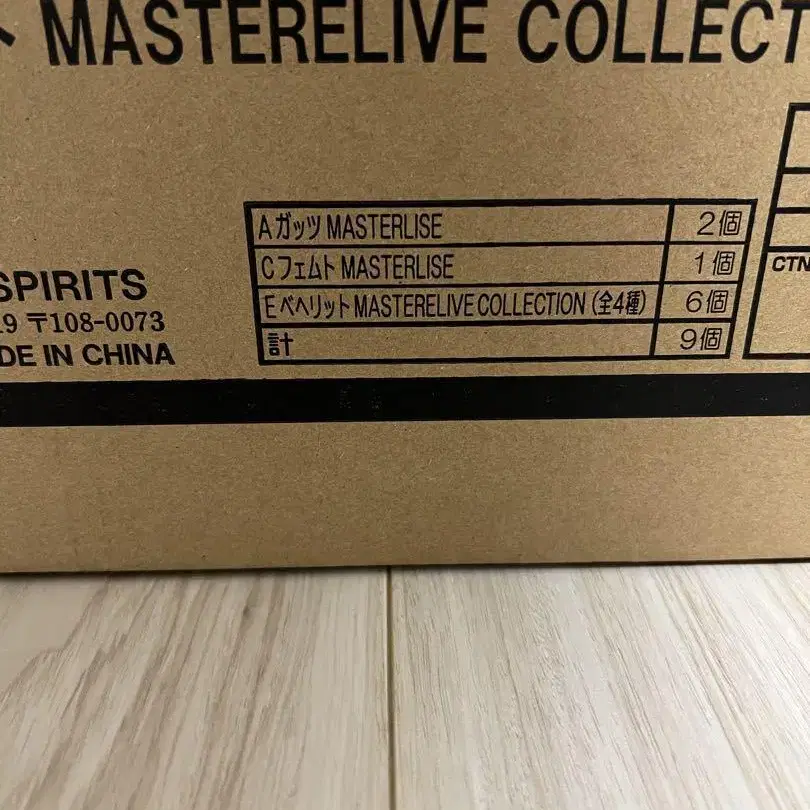 ト MASTERELIVE COLLECT
Aガッツ MASTERLISE 2個
Cフェムト MASTERLISE 1個
Eベヘリット MASTERELIVE COLLECTION (全4種) 6個
計 9個
SPIRITS
19 〒108-0073
DE IN CHINA
CTN